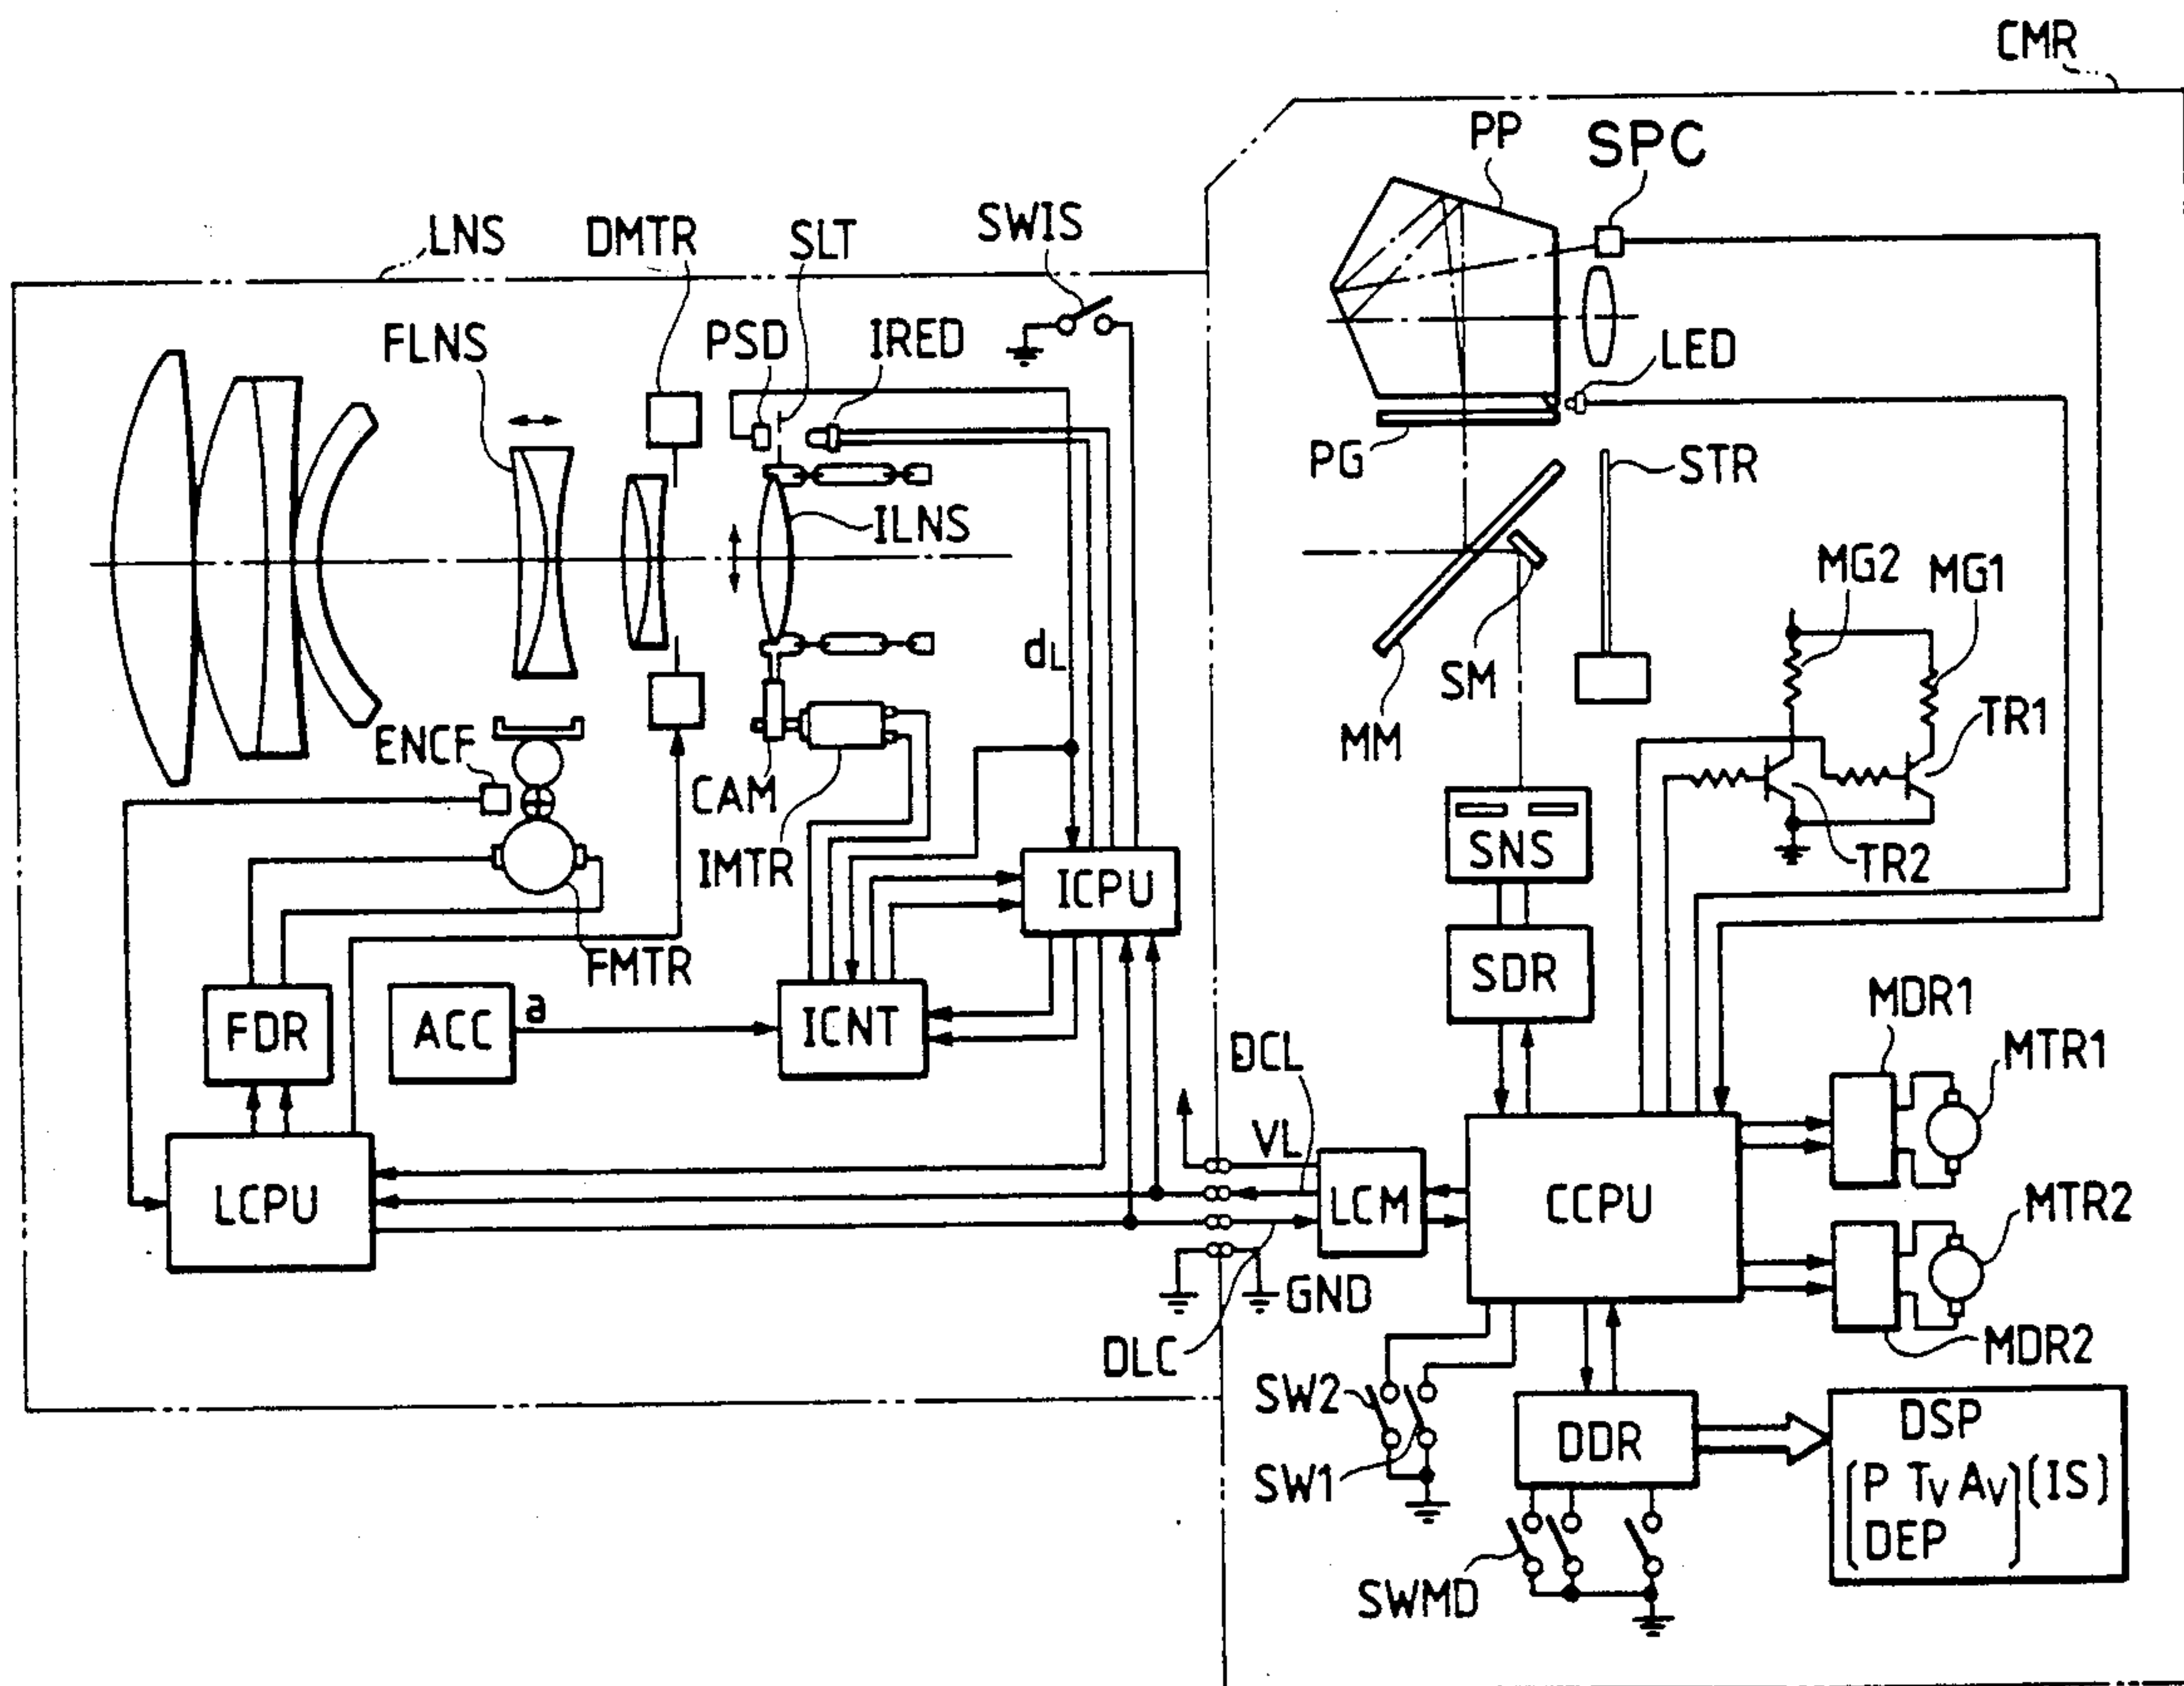 CMR
PP
SPC
LNS
DMTR
SLT
SWIS
FLNS
PSD
IRED
LED
PG
STR
ILNS
MG2
MG1
dL
SM
TR1
MM
ENCF
CAM
IMTR
SNS
TR2
ICPU
FMTR
SDR
MDR1
FDR
ACC
a
ICNT
DCL
MTR1
VL
LCPU
LCM
CCPU
MTR2
GND
DLC
MDR2
SW2
SW1
DDR
DSP
(P Tv Av) (IS)
DEP
SWMD